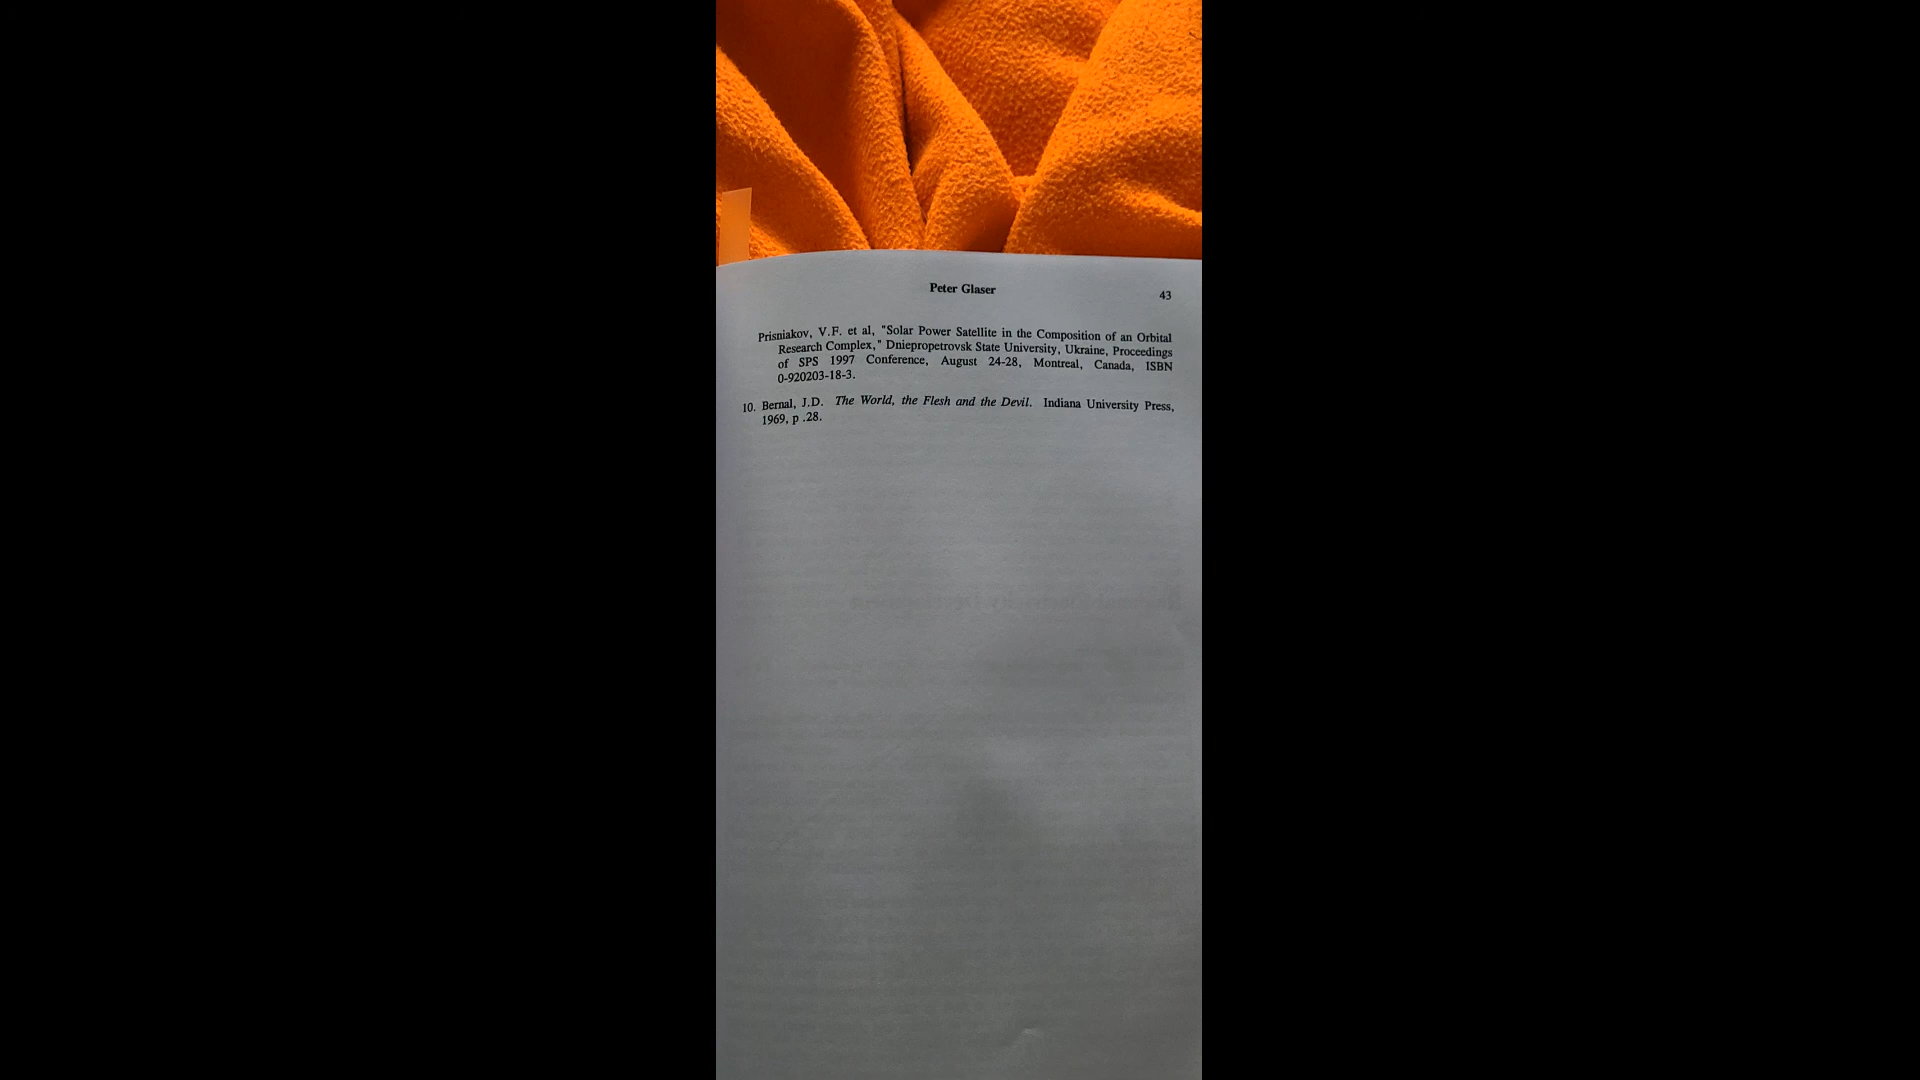 Peter Glaser
43
Prisniakov, V.F. et al, "Solar Power Satellite in the Composition of an Orbital
Research Complex," Dniepropetrovsk State University, Ukraine, Proceedings
of SPS 1997 Conference, August 24-28, Montreal, Canada, ISBN
0-920203-18-3.
10. Bernal, J.D. The World, the Flesh and the Devil. Indiana University Press,
1969, p .28.